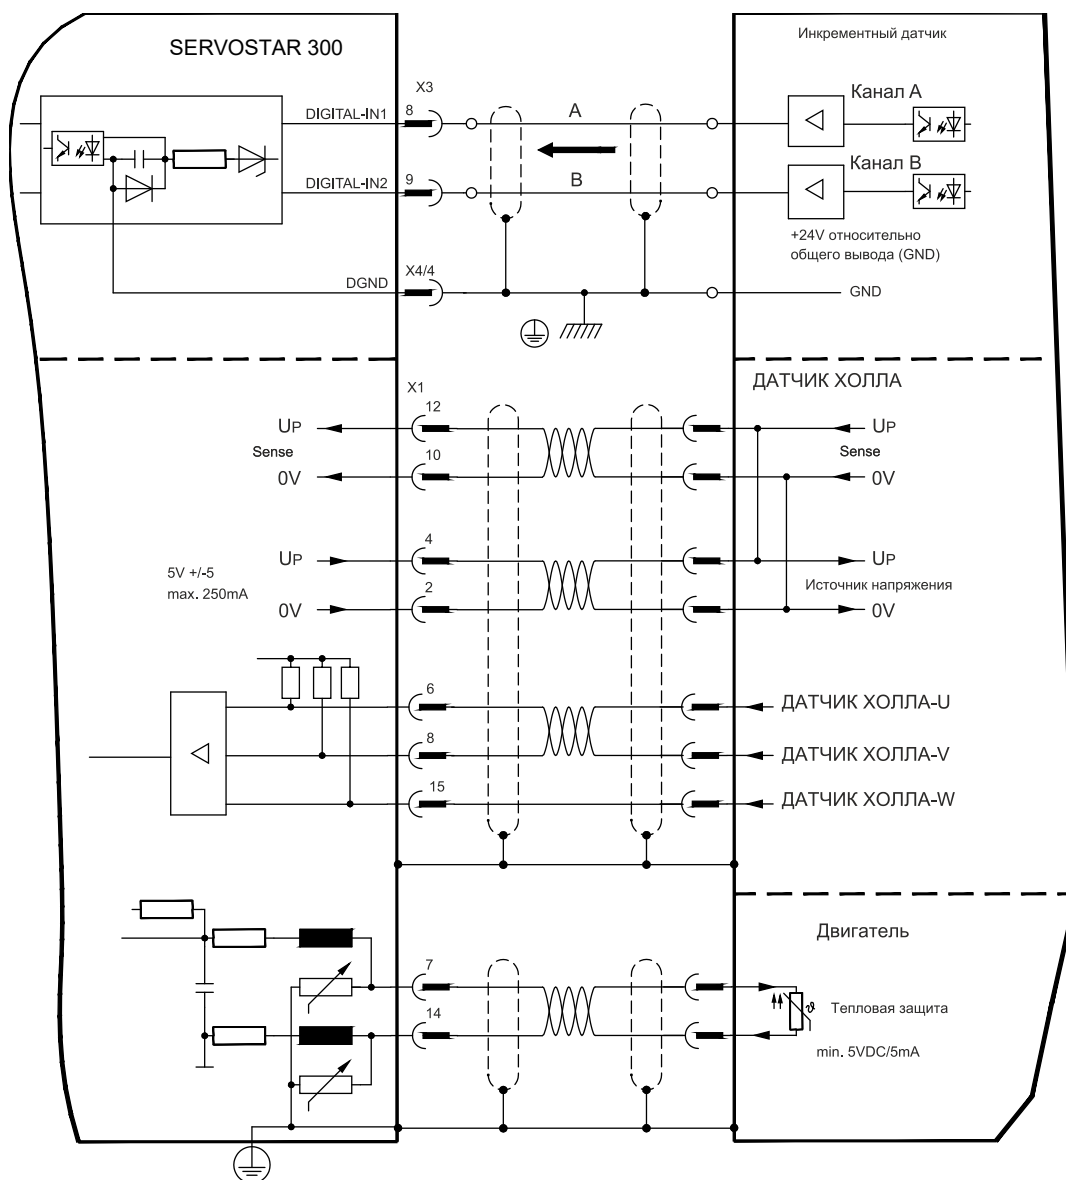 SERVOSTAR 300
Инкрементный датчик
X3
DIGITAL-IN1
8
A
Канал А
DIGITAL-IN2
9
B
Канал В
+24V относительно
общего вывода (GND)
X4/4
DGND
GND
X1
ДАТЧИК ХОЛЛА
12
UP
UP
Sense
Sense
10
0V
0V
4
UP
UP
5V +/-5
max. 250mA
Источник напряжения
2
0V
0V
6
ДАТЧИК ХОЛЛА-U
8
ДАТЧИК ХОЛЛА-V
15
ДАТЧИК ХОЛЛА-W
Двигатель
7
14
ϑ
Тепловая защита
min. 5VDC/5mA